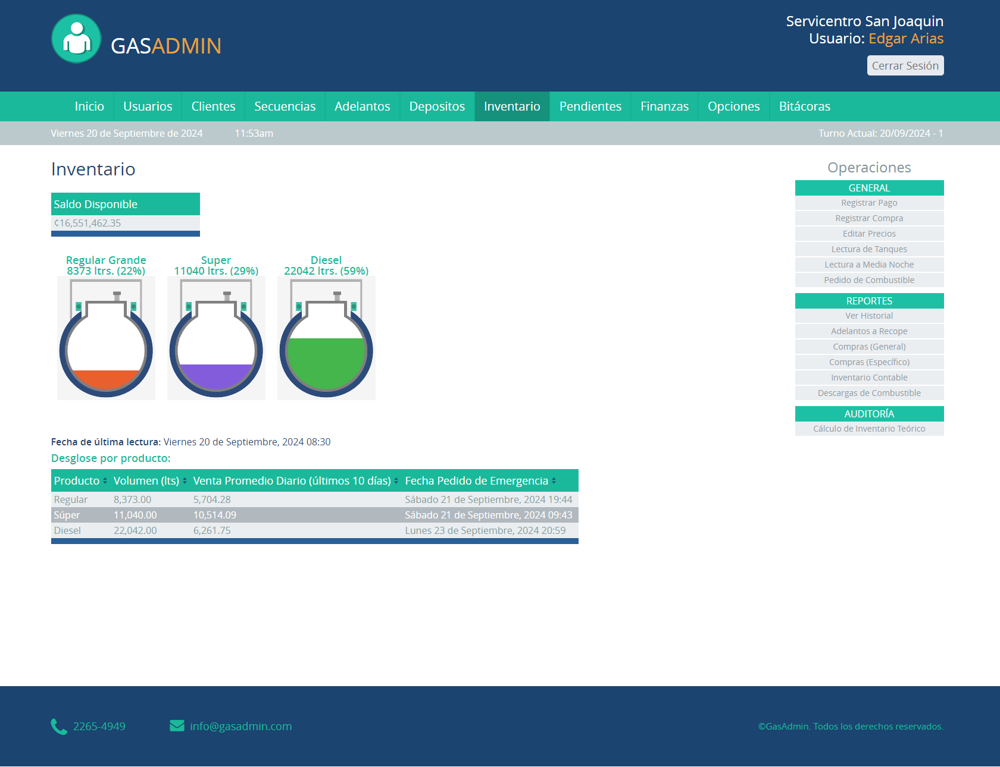 GASADMIN
Servicentro San Joaquin
Usuario: Edgar Arias
Cerrar Sesión
Inicio Usuarios Clientes Secuencias Adelantos Depositos Inventario Pendientes Finanzas Opciones Bitácoras
Viernes 20 de Septiembre de 2024 11:53am Turno Actual: 20/09/2024 - 1
Inventario
Saldo Disponible
¢16,551,462.35
Regular Grande
8373 ltrs. (22%)
Super
11040 ltrs. (29%)
Diesel
22042 ltrs. (59%)
Fecha de última lectura: Viernes 20 de Septiembre, 2024 08:30
Desglose por producto:
Producto Volumen (lts) Venta Promedio Diario (últimos 10 días) Fecha Pedido de Emergencia
Regular 8,373.00 5,704.28 Sábado 21 de Septiembre, 2024 19:44
Súper 11,040.00 10,514.09 Sábado 21 de Septiembre, 2024 09:43
Diesel 22,042.00 6,261.75 Lunes 23 de Septiembre, 2024 20:59
Operaciones
GENERAL
Registrar Pago
Registrar Compra
Editar Precios
Lectura de Tanques
Lectura a Media Noche
Pedido de Combustible
REPORTES
Ver Historial
Adelantos a Recope
Compras (General)
Compras (Específico)
Inventario Contable
Descargas de Combustible
AUDITORÍA
Cálculo de Inventario Teórico
2265-4949 info@gasadmin.com ©GasAdmin. Todos los derechos reservados.